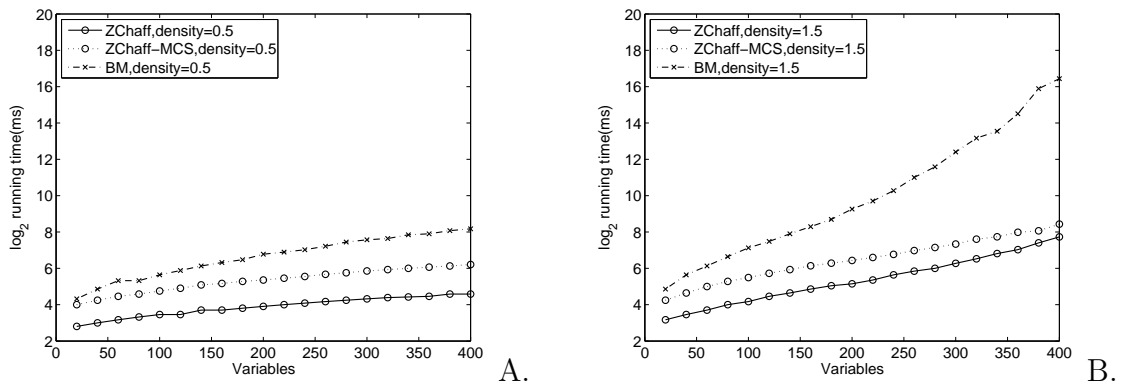 20
18
16
14
12
10
8
6
4
2
log2 running time(ms)
ZChaff,density=0.5
ZChaff−MCS,density=0.5
BM,density=0.5
0 50 100 150 200 250 300 350 400
Variables
A.
20
18
16
14
12
10
8
6
4
2
log2 running time(ms)
ZChaff,density=1.5
ZChaff−MCS,density=1.5
BM,density=1.5
0 50 100 150 200 250 300 350 400
Variables
B.